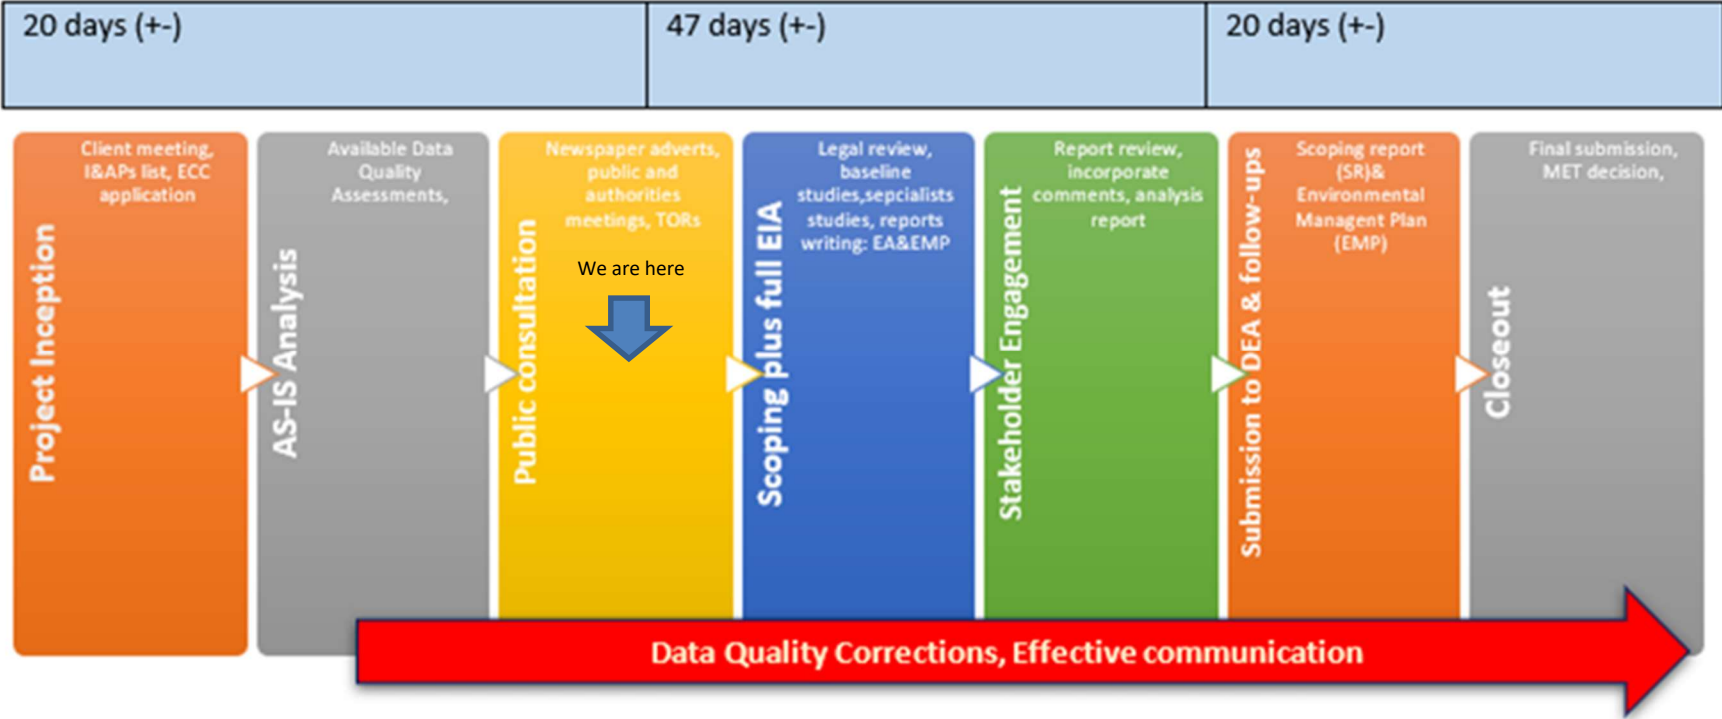 20 days (+-)
47 days (+-)
20 days (+-)
Project Inception
Client meeting,
I&APs list, ECC
application
AS-IS Analysis
Available Data
Quality
Assessments,
Public consultation
Newspaper adverts,
public and
authorities
meetings, TORs
We are here
Scoping plus full EIA
Legal review,
baseline
studies,sepcialists
studies, reports
writing: EA&EMP
Stakeholder Engagement
Report review,
incorporate
comments, analysis
report
Submission to DEA & follow-ups
Scoping report
(SR)&
Environmental
Managent Plan
(EMP)
Closeout
Final submission,
MET decision,
Data Quality Corrections, Effective communication